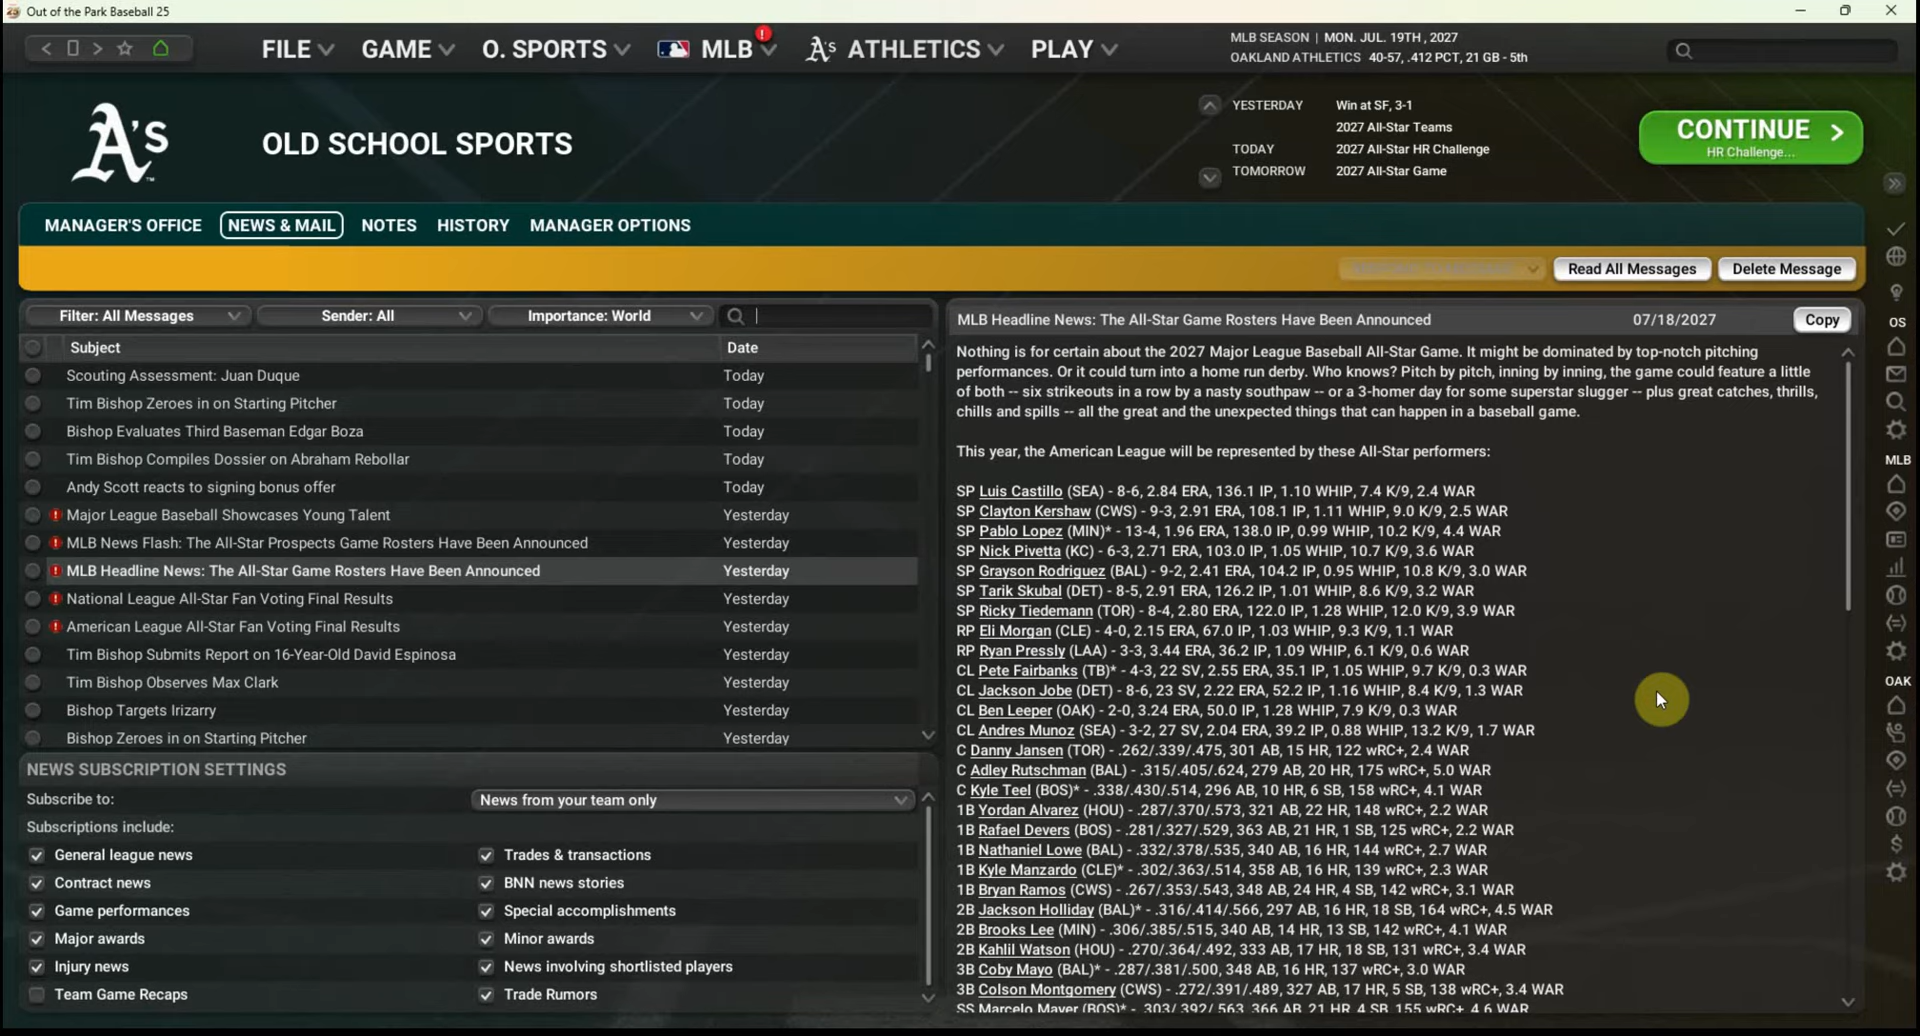 Out of the Park Baseball 25
FILE
GAME
O. SPORTS
MLB
!
A's ATHLETICS
PLAY
MLB SEASON | MON. JUL. 19TH , 2027
OAKLAND ATHLETICS 40-57, .412 PCT, 21 GB - 5th
A's
OLD SCHOOL SPORTS
YESTERDAY Win at SF, 3-1
2027 All-Star Teams
TODAY 2027 All-Star HR Challenge
TOMORROW 2027 All-Star Game
CONTINUE
HR Challenge...
MANAGER'S OFFICE NEWS & MAIL NOTES HISTORY MANAGER OPTIONS
Read All Messages Delete Message
Filter: All Messages Sender: All Importance: World
Subject Date
Scouting Assessment: Juan Duque Today
Tim Bishop Zeroes in on Starting Pitcher Today
Bishop Evaluates Third Baseman Edgar Boza Today
Tim Bishop Compiles Dossier on Abraham Rebollar Today
Andy Scott reacts to signing bonus offer Today
! Major League Baseball Showcases Young Talent Yesterday
! MLB News Flash: The All-Star Prospects Game Rosters Have Been Announced Yesterday
! MLB Headline News: The All-Star Game Rosters Have Been Announced Yesterday
! National League All-Star Fan Voting Final Results Yesterday
! American League All-Star Fan Voting Final Results Yesterday
Tim Bishop Submits Report on 16-Year-Old David Espinosa Yesterday
Tim Bishop Observes Max Clark Yesterday
Bishop Targets Irizarry Yesterday
Bishop Zeroes in on Starting Pitcher Yesterday
NEWS SUBSCRIPTION SETTINGS
Subscribe to: News from your team only
Subscriptions include:
General league news Trades & transactions
Contract news BNN news stories
Game performances Special accomplishments
Major awards Minor awards
Injury news News involving shortlisted players
Team Game Recaps Trade Rumors
MLB Headline News: The All-Star Game Rosters Have Been Announced 07/18/2027 Copy
Nothing is for certain about the 2027 Major League Baseball All-Star Game. It might be dominated by top-notch pitching
performances. Or it could turn into a home run derby. Who knows? Pitch by pitch, inning by inning, the game could feature a little
of both -- six strikeouts in a row by a nasty southpaw -- or a 3-homer day for some superstar slugger -- plus great catches, thrills,
chills and spills -- all the great and the unexpected things that can happen in a baseball game.
This year, the American League will be represented by these All-Star performers:
SP Luis Castillo (SEA) - 8-6, 2.84 ERA, 136.1 IP, 1.10 WHIP, 7.4 K/9, 2.4 WAR
SP Clayton Kershaw (CWS) - 9-3, 2.91 ERA, 108.1 IP, 1.11 WHIP, 9.0 K/9, 2.5 WAR
SP Pablo Lopez (MIN)* - 13-4, 1.96 ERA, 138.0 IP, 0.99 WHIP, 10.2 K/9, 4.4 WAR
SP Nick Pivetta (KC) - 6-3, 2.71 ERA, 103.0 IP, 1.05 WHIP, 10.7 K/9, 3.6 WAR
SP Grayson Rodriguez (BAL) - 9-2, 2.41 ERA, 104.2 IP, 0.95 WHIP, 10.8 K/9, 3.0 WAR
SP Tarik Skubal (DET) - 8-5, 2.91 ERA, 126.2 IP, 1.01 WHIP, 8.6 K/9, 3.2 WAR
SP Ricky Tiedemann (TOR) - 8-4, 2.80 ERA, 122.0 IP, 1.28 WHIP, 12.0 K/9, 3.9 WAR
RP Eli Morgan (CLE) - 4-0, 2.15 ERA, 67.0 IP, 1.03 WHIP, 9.3 K/9, 1.1 WAR
RP Ryan Pressly (LAA) - 3-3, 3.44 ERA, 36.2 IP, 1.09 WHIP, 6.1 K/9, 0.6 WAR
CL Pete Fairbanks (TB)* - 4-3, 22 SV, 2.55 ERA, 35.1 IP, 1.05 WHIP, 9.7 K/9, 0.3 WAR
CL Jackson Jobe (DET) - 8-6, 23 SV, 2.22 ERA, 52.2 IP, 1.16 WHIP, 8.4 K/9, 1.3 WAR
CL Ben Leeper (OAK) - 2-0, 3.24 ERA, 50.0 IP, 1.28 WHIP, 7.9 K/9, 0.3 WAR
CL Andres Munoz (SEA) - 3-2, 27 SV, 2.04 ERA, 39.2 IP, 0.88 WHIP, 13.2 K/9, 1.7 WAR
C Danny Jansen (TOR) - .262/.339/.475, 301 AB, 15 HR, 122 wRC+, 2.4 WAR
C Adley Rutschman (BAL) - .315/.405/.624, 279 AB, 20 HR, 175 wRC+, 5.0 WAR
C Kyle Teel (BOS)* - .338/.430/.514, 296 AB, 10 HR, 6 SB, 158 wRC+, 4.1 WAR
1B Yordan Alvarez (HOU) - .287/.370/.573, 321 AB, 22 HR, 148 wRC+, 2.2 WAR
1B Rafael Devers (BOS) - .281/.327/.529, 363 AB, 21 HR, 1 SB, 125 wRC+, 2.2 WAR
1B Nathaniel Lowe (BAL) - .332/.378/.535, 340 AB, 16 HR, 144 wRC+, 2.7 WAR
1B Kyle Manzardo (CLE)* - .302/.363/.514, 358 AB, 16 HR, 139 wRC+, 2.3 WAR
1B Bryan Ramos (CWS) - .267/.353/.543, 348 AB, 24 HR, 4 SB, 142 wRC+, 3.1 WAR
2B Jackson Holliday (BAL)* - .316/.414/.566, 297 AB, 16 HR, 18 SB, 164 wRC+, 4.5 WAR
2B Brooks Lee (MIN) - .306/.385/.515, 340 AB, 14 HR, 13 SB, 142 wRC+, 4.1 WAR
2B Kahlil Watson (HOU) - .270/.364/.492, 333 AB, 17 HR, 18 SB, 131 wRC+, 3.4 WAR
3B Coby Mayo (BAL)* - .287/.381/.500, 348 AB, 16 HR, 137 wRC+, 3.0 WAR
3B Colson Montgomery (CWS) - .272/.391/.489, 327 AB, 17 HR, 5 SB, 138 wRC+, 3.4 WAR
SS Marcelo Mayer (BOS)* - .303/.392/.563, 366 AB, 21 HR, 4 SB, 155 wRC+, 4.6 WAR
OS
MLB
OAK